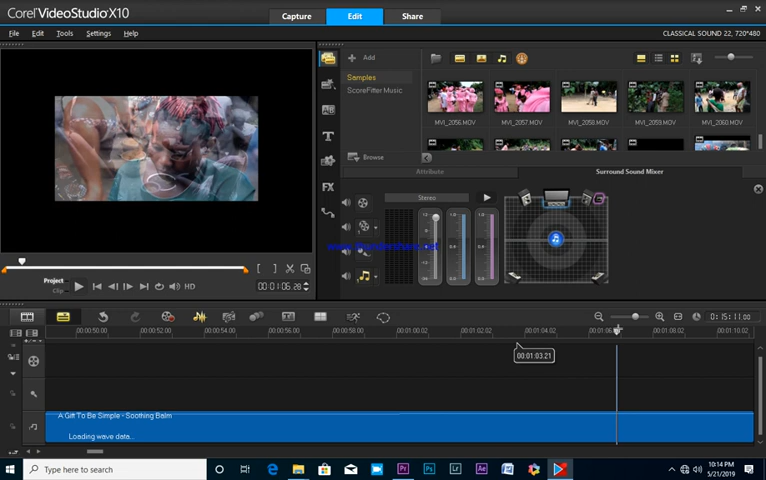 Corel VideoStudio X10
Capture
Edit
Share
File
Edit
Tools
Settings
Help
CLASSICAL SOUND 22, 720*480
Add
Samples
ScoreFitter Music
Browse
MVI_2056.MOV
MVI_2057.MOV
MVI_2058.MOV
MVI_2059.MOV
MVI_2060.MOV
Attribute
Surround Sound Mixer
Stereo
Project
Clip
HD
00:01:06.28
0:15:11.00
00:00:50.00
00:00:52.00
00:00:54.00
00:00:56.00
00:00:58.00
00:01:00.02
00:01:02.02
00:01:04.02
00:01:08.02
00:01:10.02
00:01:03.21
A Gift To Be Simple - Soothing Balm
Loading wave data...
Type here to search
10:14 PM
5/21/2019